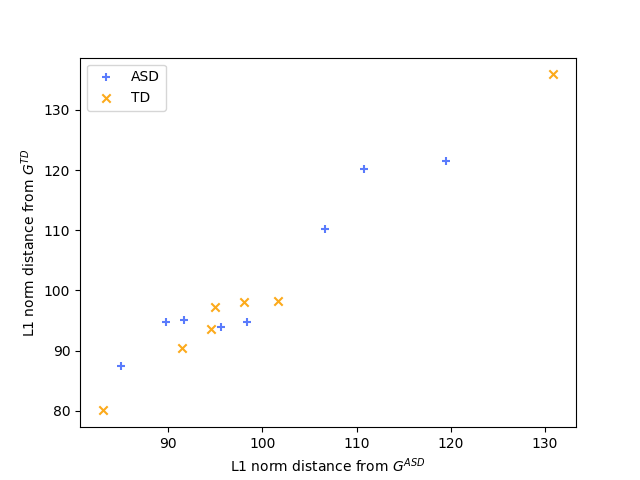 ASD
TD
130
120
110
100
90
80
L1 norm distance from G^{TD}
90
100
110
120
130
L1 norm distance from G^{ASD}